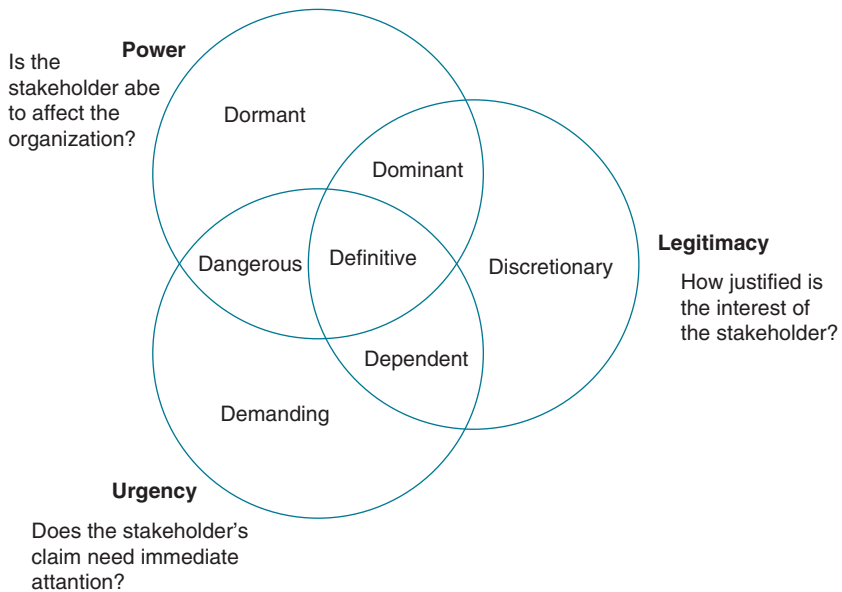 Power
Is the
stakeholder abe
to affect the
organization?
Dormant
Dominant
Dangerous
Definitive
Discretionary
Legitimacy
How justified is
the interest of
the stakeholder?
Dependent
Demanding
Urgency
Does the stakeholder's
claim need immediate
attantion?